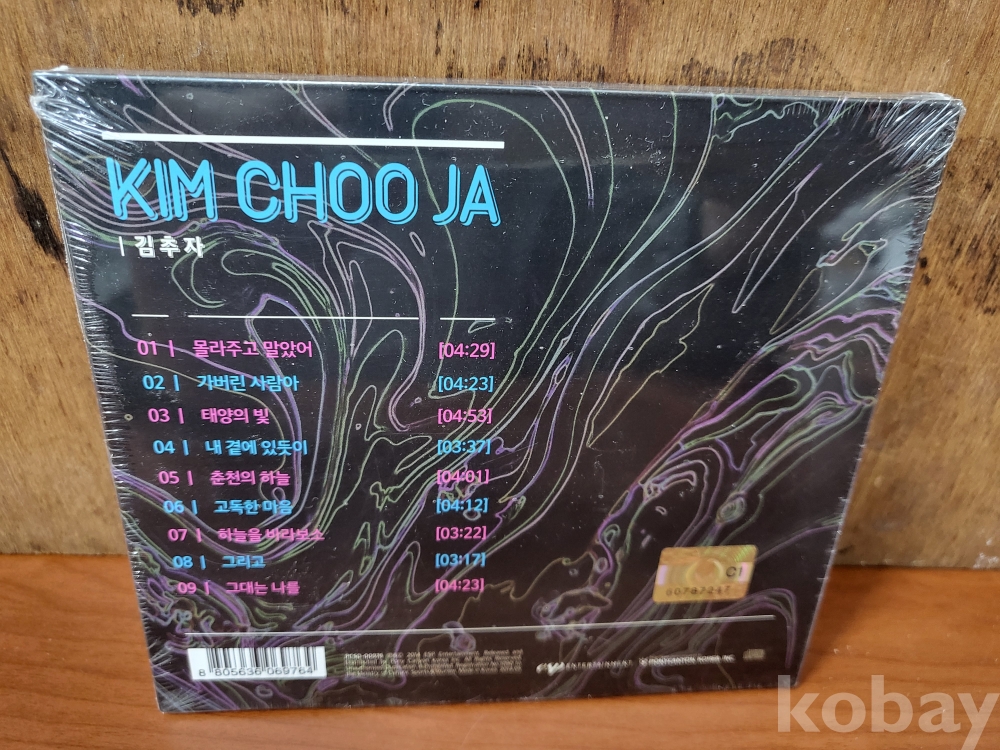 KIM CHOO JA
| 김추자
01 | 몰라주고 말았어 [04:29]
02 | 가버린 사람아 [04:23]
03 | 태양의 빛 [04:53]
04 | 내 곁에 있듯이 [03:37]
05 | 춘천의 하늘 [04:01]
06 | 고독한 마음 [04:12]
07 | 하늘을 바라보소 [03:22]
08 | 그리고 [03:17]
09 | 그대는 나를 [04:23]
C1
8 805636 069764
ENTERTAINMENT
kobay